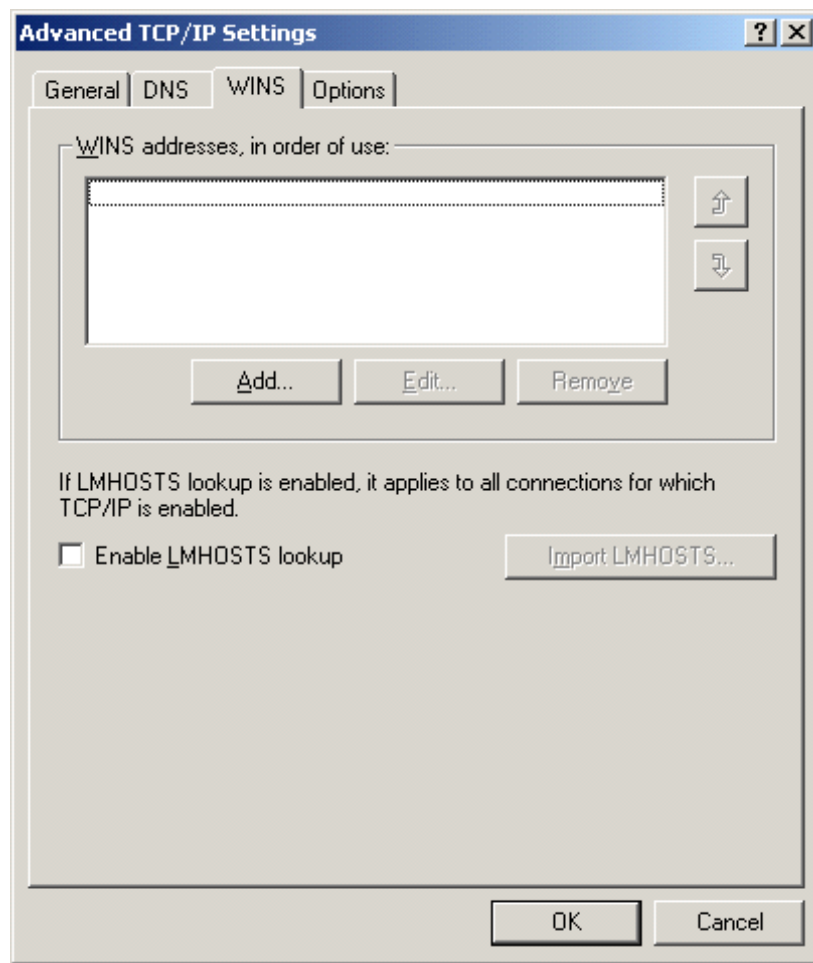 Advanced TCP/IP Settings
General DNS WINS Options
WINS addresses, in order of use:
Add... Edit... Remove
If LMHOSTS lookup is enabled, it applies to all connections for which
TCP/IP is enabled.
Enable LMHOSTS lookup Import LMHOSTS...
OK Cancel